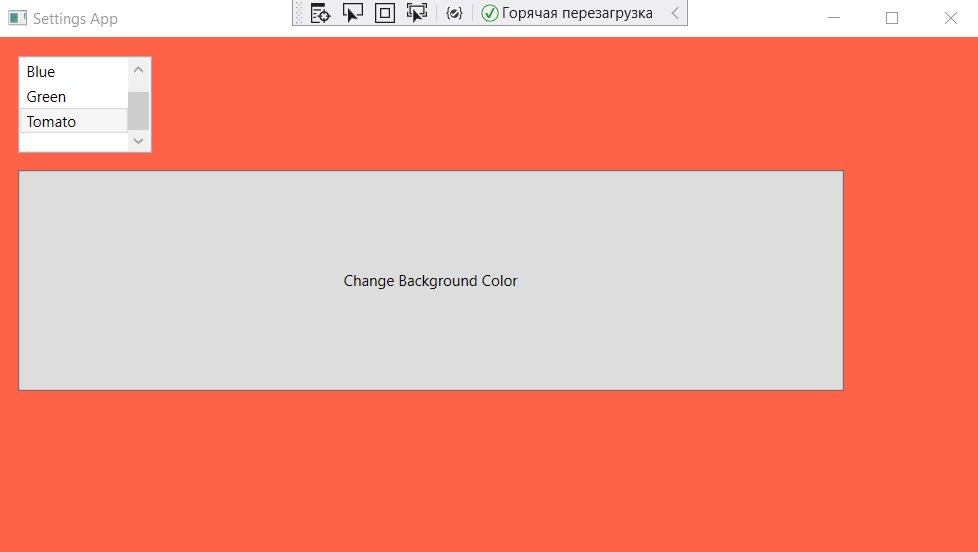 Settings App
Горячая перезагрузка
Blue
Green
Tomato
Change Background Color